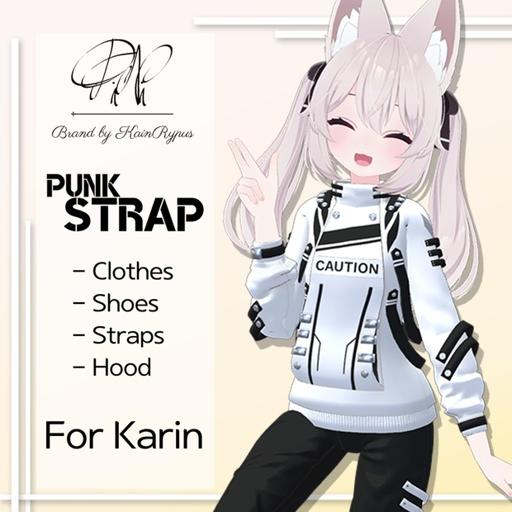 Brand by KainRypus
PUNK
STRAP
- Clothes
- Shoes
- Straps
- Hood
For Karin
CAUTION